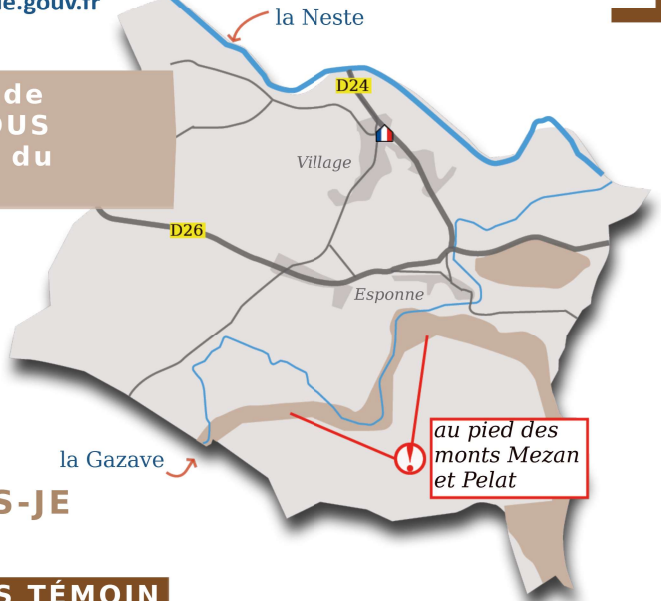 e.gouv.fr
la Neste
D24
de
OUS
du
Village
D26
Esponne
au pied des
monts Mezan
et Pelat
la Gazave
S-JE
S TÉMOIN